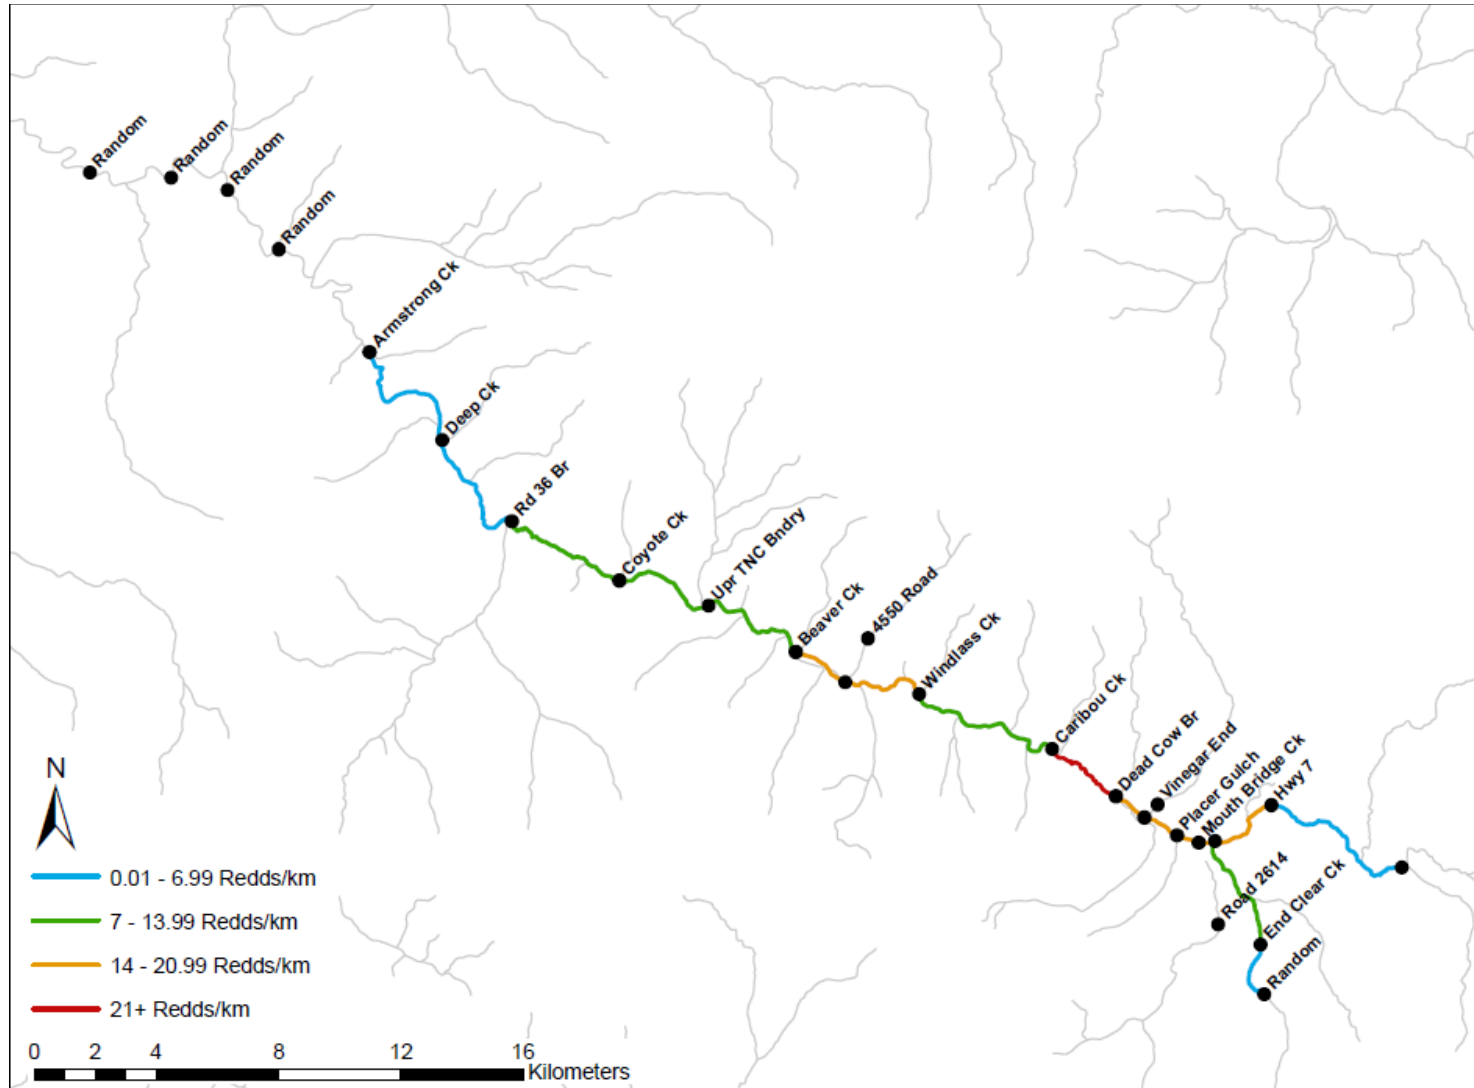 Random
Random
Random
Random
Armstrong Ck
Deep Ck
Rd 36 Br
Coyote Ck
Upr TNC Bndry
Beaver Ck
4550 Road
Windlass Ck
Caribou Ck
Dead Cow Br
Vinegar End
Placer Gulch
Mouth Bridge Ck
Hwy 7
Road 2614
End Clear Ck
Random
N
0.01 - 6.99 Redds/km
7 - 13.99 Redds/km
14 - 20.99 Redds/km
21+ Redds/km
0 2 4 8 12 16
Kilometers